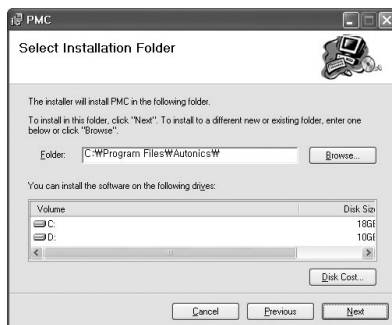 PMC
Select Installation Folder
The installer will install PMC in the following folder.
To install in this folder, click "Next". To install to a different new or existing folder, enter one
below or click "Browse".
Folder:
C:₩Program Files₩Autonics₩
Browse...
You can install the software on the following drives:
Volume Disk Siz
C: 18GE
D: 10GE
Disk Cost...
Cancel Previous Next